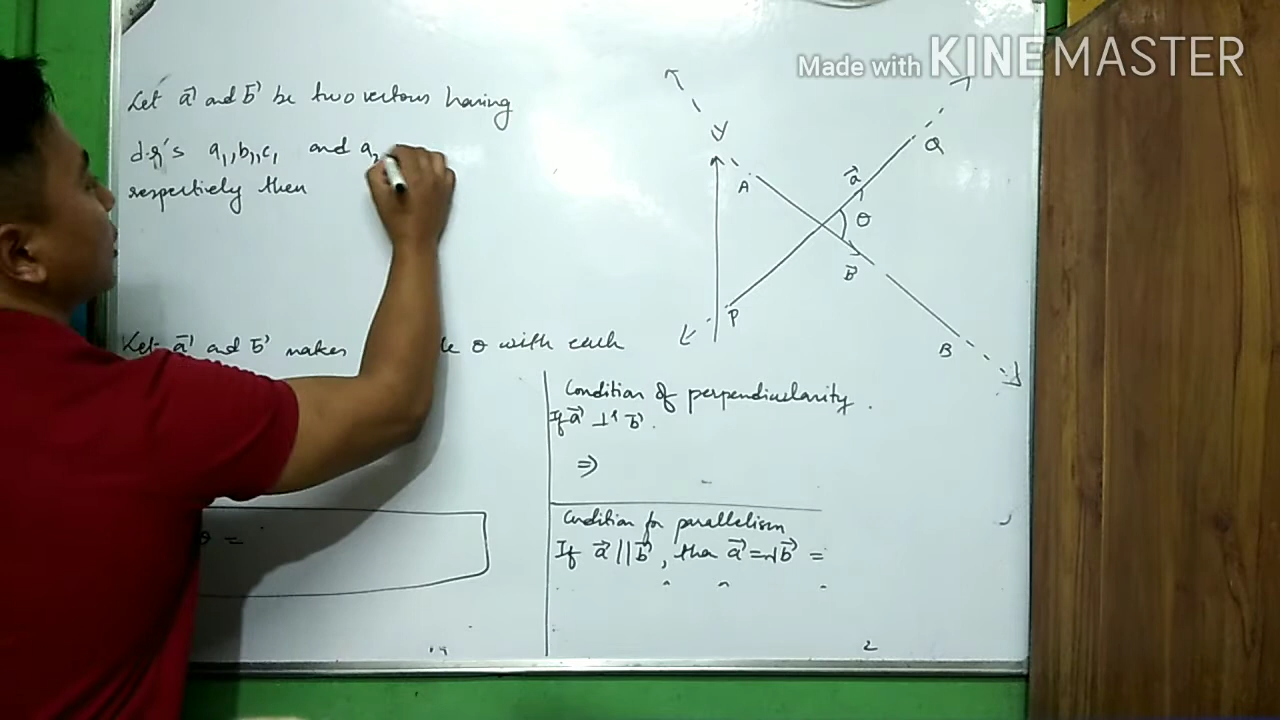 Made with KINEMASTER
Let a⃗ and b⃗ be two vectors having
d.r's a₁,b₁,c₁ and a₂
respectively then
Let a⃗ and b⃗ makes θ with each
θ =
Y
A
a⃗
Q
θ
b⃗
P
B
Condition of perpendicularity.
If a⃗ ⊥r b⃗.
⇒
Condition for parallelism
If a⃗ || b⃗, then a⃗ = λb⃗ =